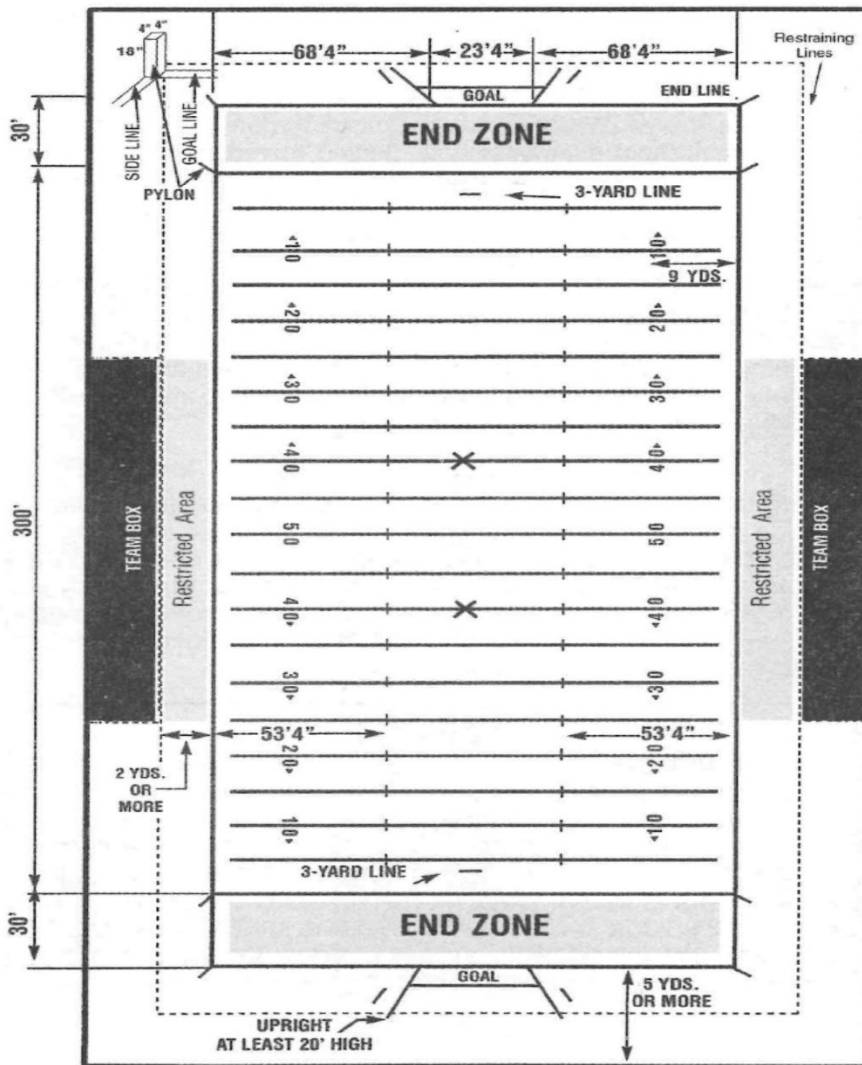 4" 4"
18"
68'4" 23'4" 68'4"
Restraining
Lines
GOAL
END LINE
30'
END ZONE
SIDE LINE
GOAL LINE
PYLON
3-YARD LINE
10 10
9 YDS.
20 20
30 30
40 40
300'
TEAM BOX
Restricted Area
50 50
Restricted Area
TEAM BOX
40 40
30 30
53'4" 53'4"
20 20
2 YDS.
OR
MORE
10 10
3-YARD LINE
30'
END ZONE
GOAL
5 YDS.
OR MORE
UPRIGHT
AT LEAST 20' HIGH